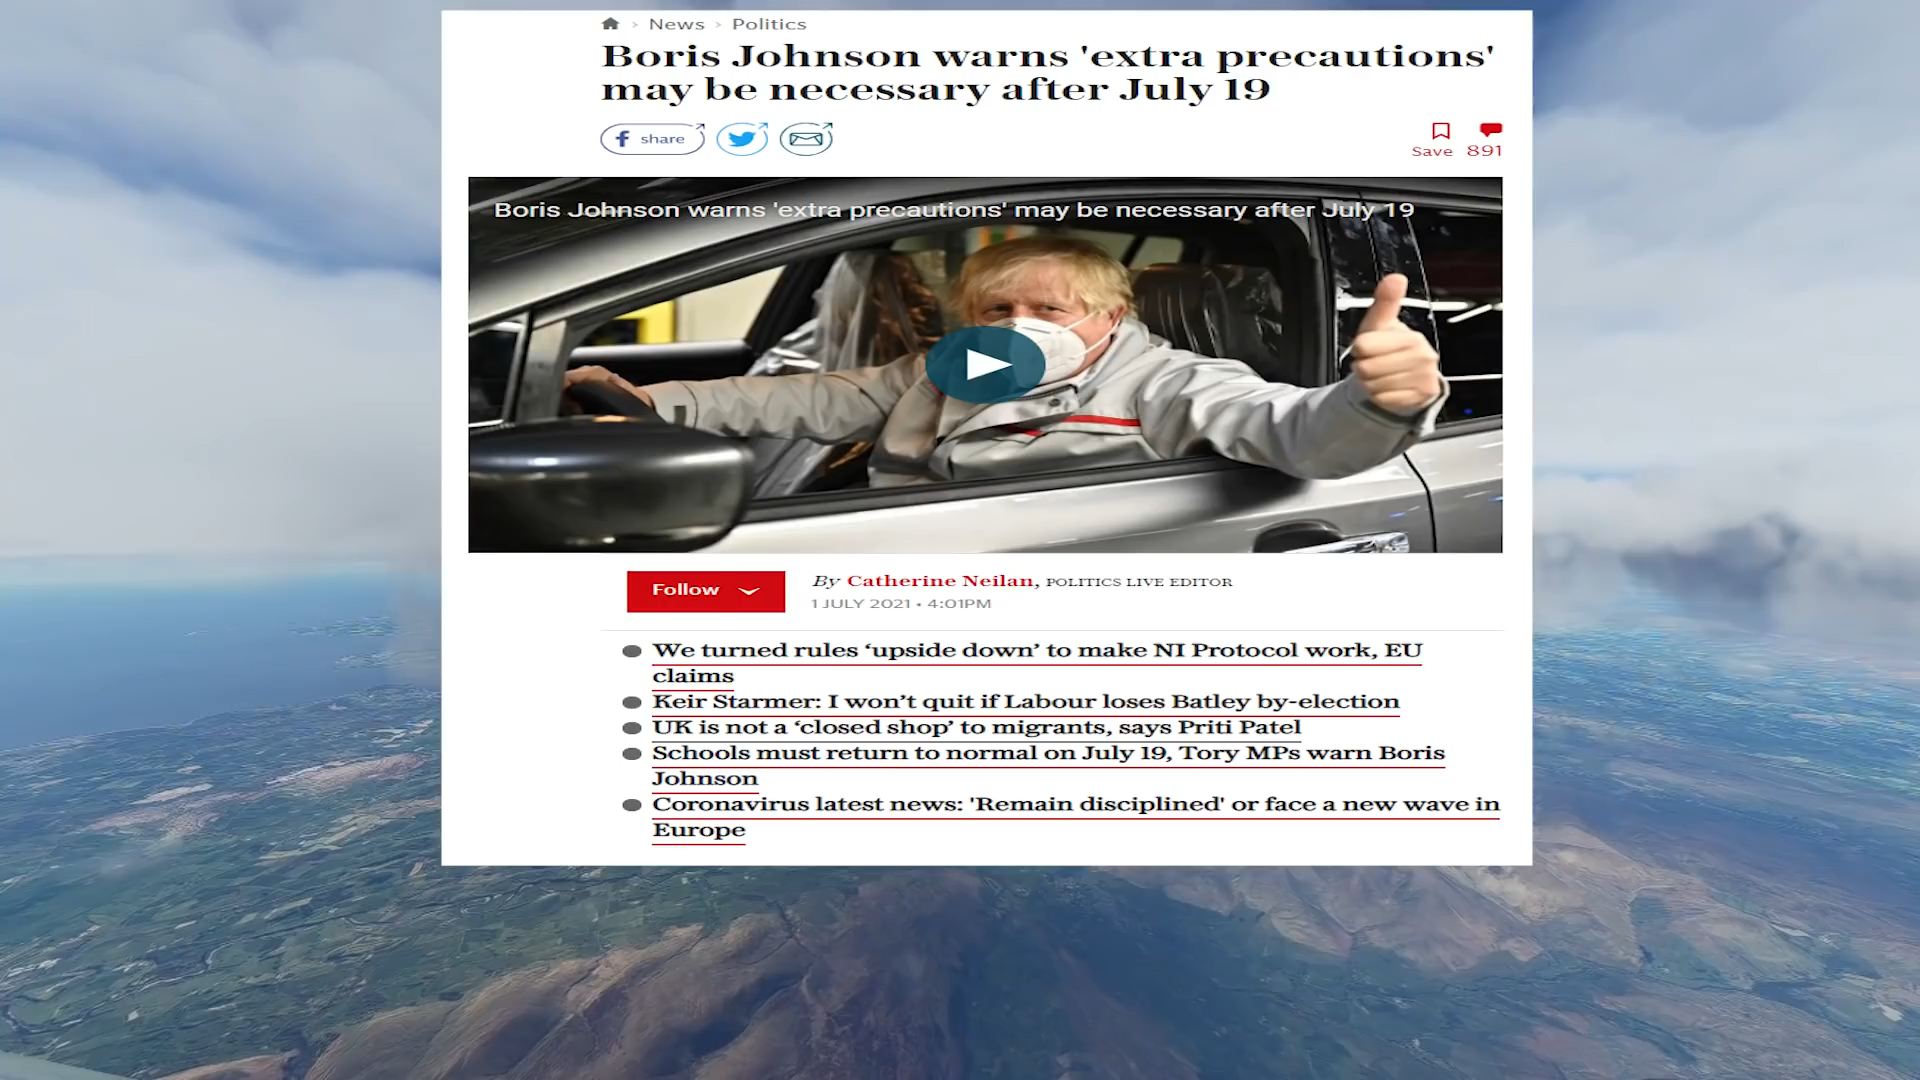 News > Politics
Boris Johnson warns 'extra precautions'
may be necessary after July 19
share
Save 891
Boris Johnson warns 'extra precautions' may be necessary after July 19
Follow
By Catherine Neilan, POLITICS LIVE EDITOR
1 JULY 2021 • 4:01PM
We turned rules ‘upside down’ to make NI Protocol work, EU
claims
Keir Starmer: I won’t quit if Labour loses Batley by-election
UK is not a ‘closed shop’ to migrants, says Priti Patel
Schools must return to normal on July 19, Tory MPs warn Boris
Johnson
Coronavirus latest news: 'Remain disciplined' or face a new wave in
Europe